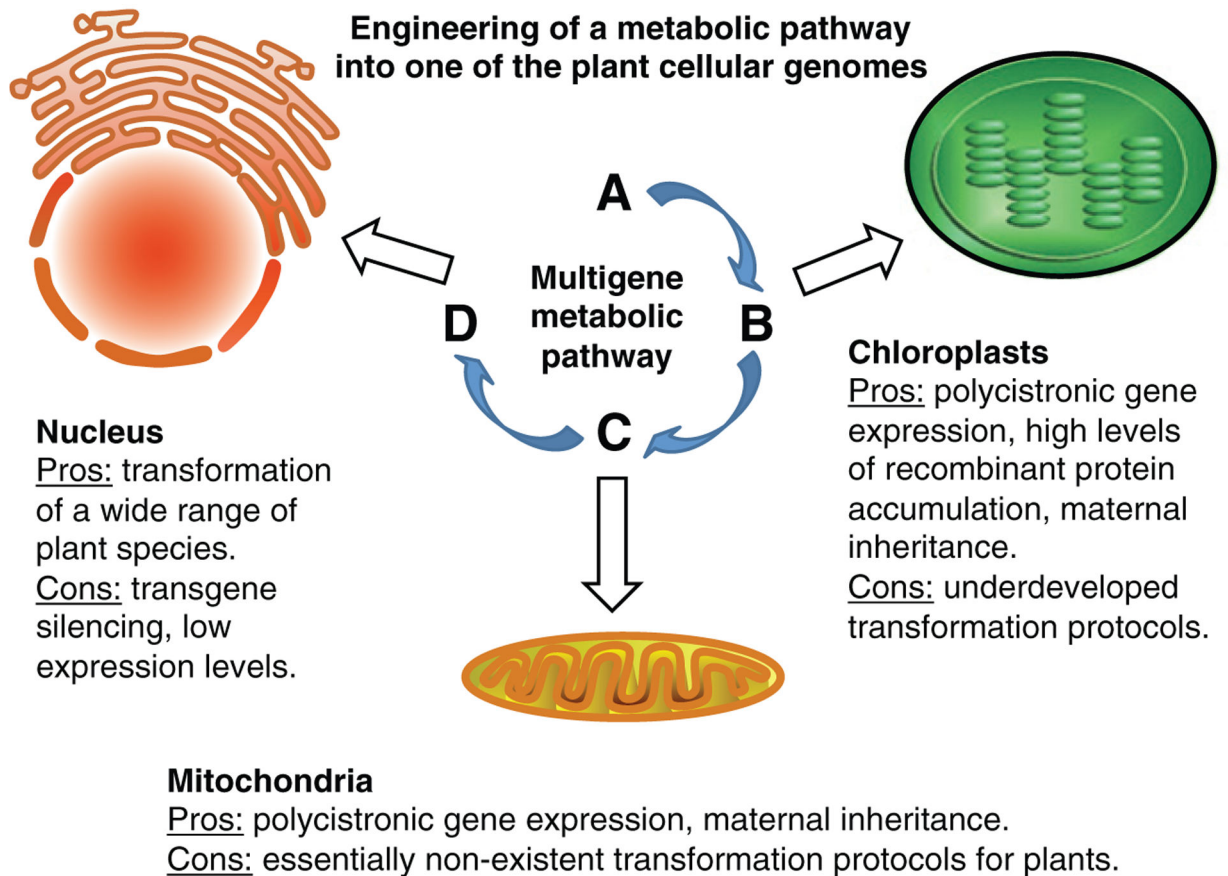 Engineering of a metabolic pathway
into one of the plant cellular genomes
A
Multigene
metabolic
pathway
D
B
C
Nucleus
Pros: transformation
of a wide range of
plant species.
Cons: transgene
silencing, low
expression levels.
Chloroplasts
Pros: polycistronic gene
expression, high levels
of recombinant protein
accumulation, maternal
inheritance.
Cons: underdeveloped
transformation protocols.
Mitochondria
Pros: polycistronic gene expression, maternal inheritance.
Cons: essentially non-existent transformation protocols for plants.